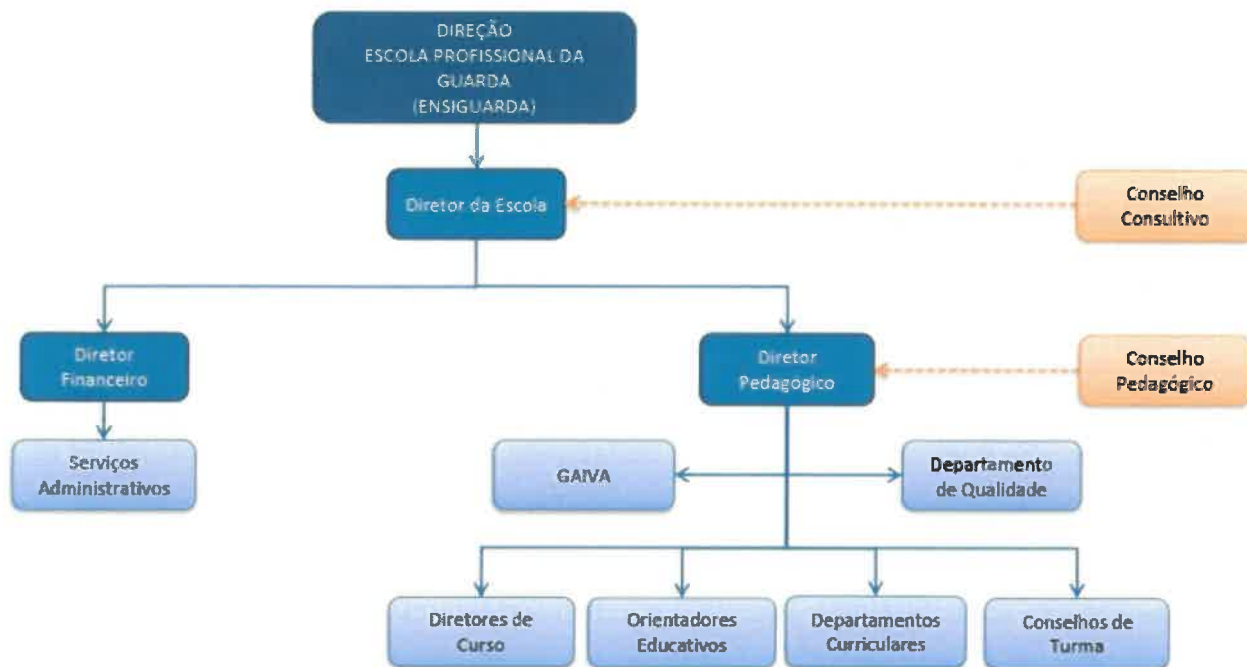 DIREÇÃO
ESCOLA PROFISSIONAL DA
GUARDA
(ENSIGUARDA)
Diretor da Escola
Conselho
Consultivo
Diretor
Financeiro
Diretor
Pedagógico
Conselho
Pedagógico
Serviços
Administrativos
GAIVA
Departamento
de Qualidade
Diretores de
Curso
Orientadores
Educativos
Departamentos
Curriculares
Conselhos de
Turma